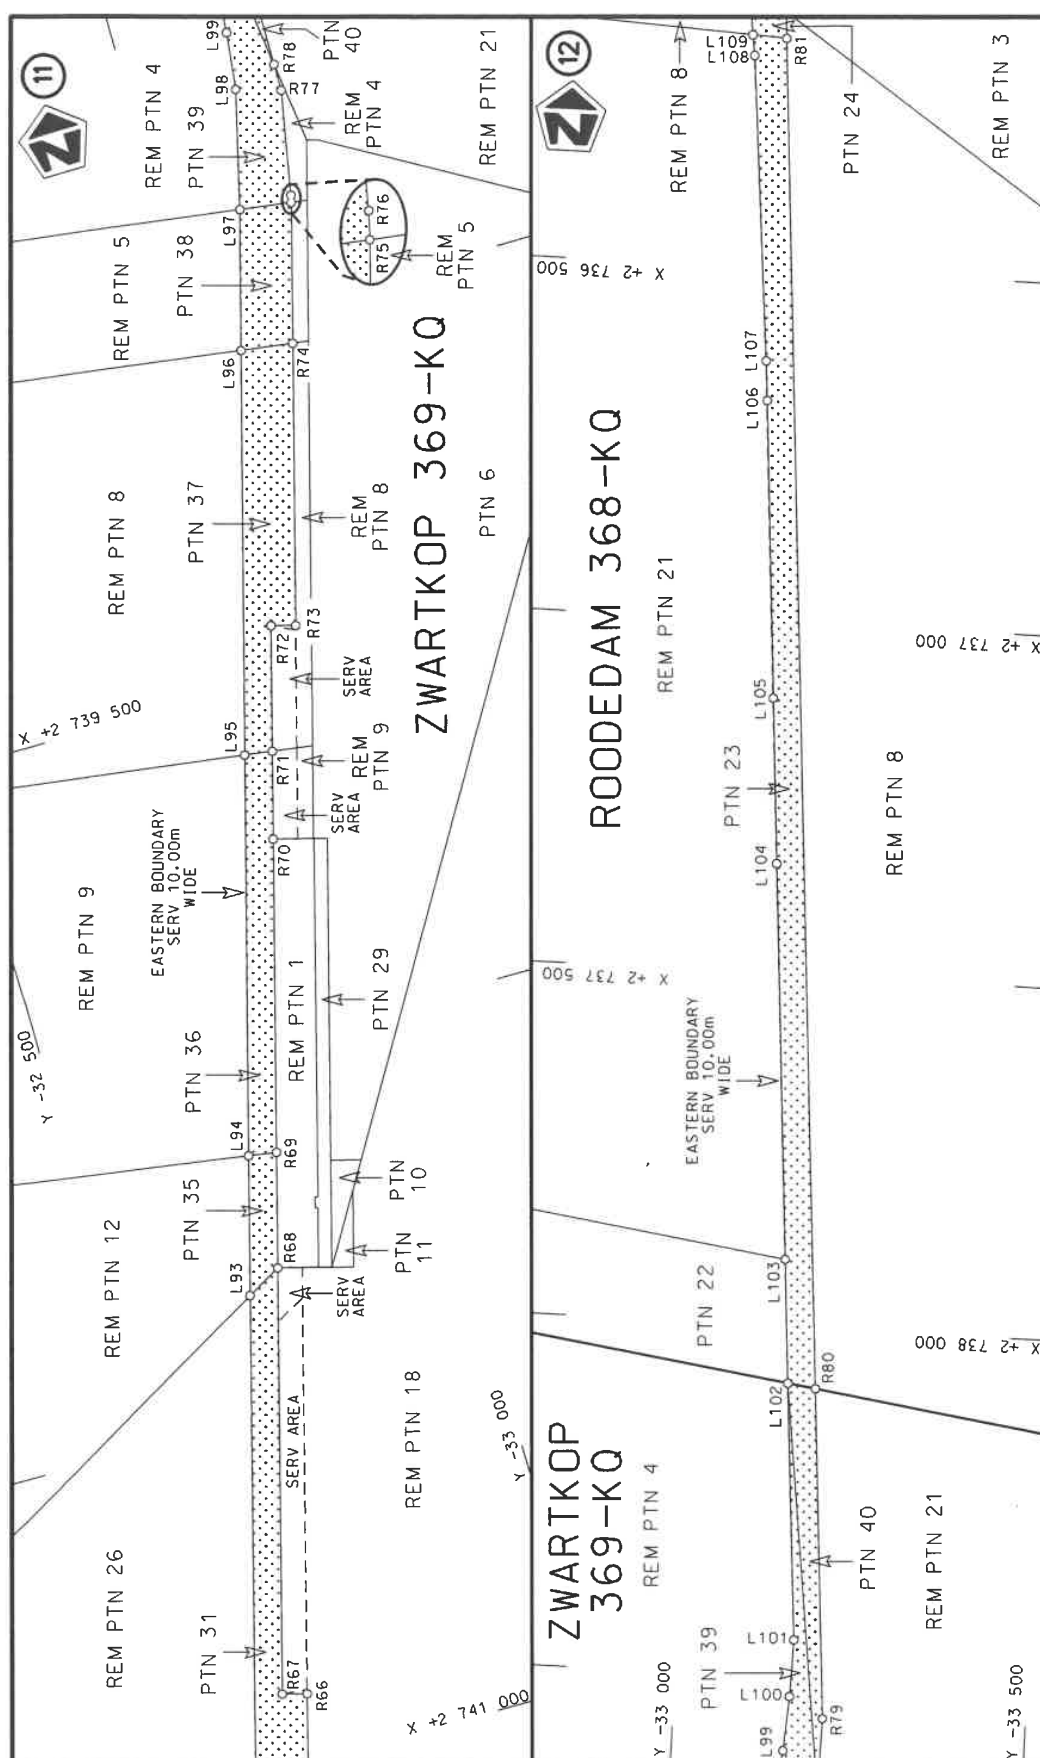 11
L99
L98
REM PTN 4
PTN 39
L97
PTN
40
R78
R77
REM
PTN 4
REM PTN 21
R76
R75
REM
PTN 5
REM PTN 5
PTN 38
L96
R74
ZWARTKOP 369-KQ
REM PTN 8
PTN 37
REM
PTN 8
PTN 6
R73
R72
SERV
AREA
X +2 739 500
L95
R71
REM
PTN 9
SERV
AREA
R70
EASTERN BOUNDARY
SERV 10.00m
WIDE
REM PTN 9
REM PTN 1
PTN 29
Y -32 500
PTN 36
L94
R69
PTN
10
PTN 35
REM PTN 12
R68
PTN
11
L93
SERV
AREA
SERV AREA
REM PTN 18
Y -33 000
REM PTN 26
PTN 31
R67
R66
X +2 741 000
12
L109
L108
R81
REM PTN 8
PTN 24
REM PTN 3
X +2 736 500
L107
L106
ROODEDAM 368-KQ
REM PTN 21
X +2 737 000
L105
PTN 23
REM PTN 8
L104
X +2 737 500
EASTERN BOUNDARY
SERV 10.00m
WIDE
L103
PTN 22
X +2 738 000
R80
L102
ZWARTKOP
369-KQ
REM PTN 4
PTN 40
REM PTN 21
L101
PTN 39
L100
R79
L99
Y -33 000
Y -33 500